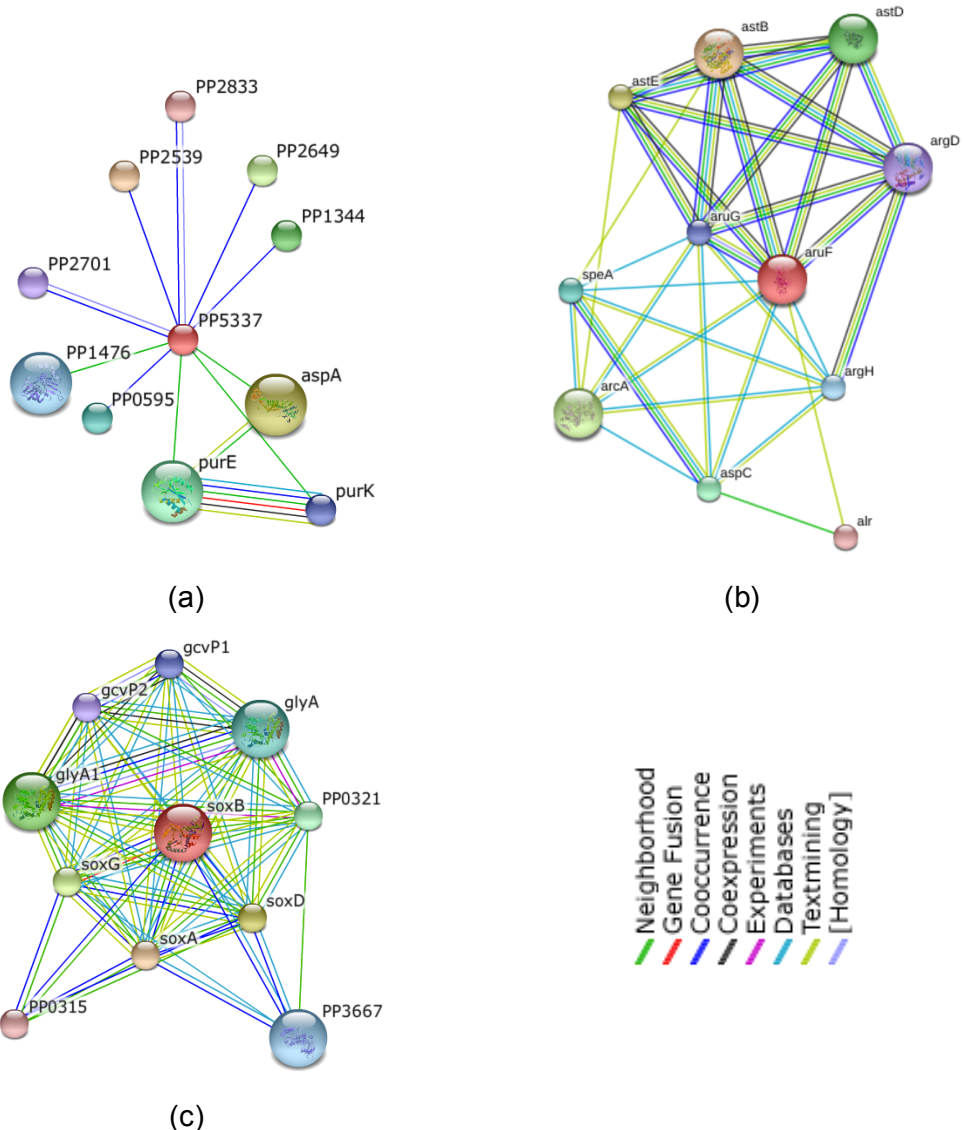 PP2833
PP2539
PP2649
PP1344
PP2701
PP5337
PP1476
aspA
PP0595
purE
purK
(a)
astB
astD
astE
argD
aruG
aruF
speA
arcA
argH
aspC
alr
(b)
gcvP1
gcvP2
glyA
glyA1
PP0321
soxB
soxG
soxD
soxA
PP0315
PP3667
(c)
Neighborhood
Gene Fusion
Cooccurrence
Coexpression
Experiments
Databases
Textmining
[Homology]